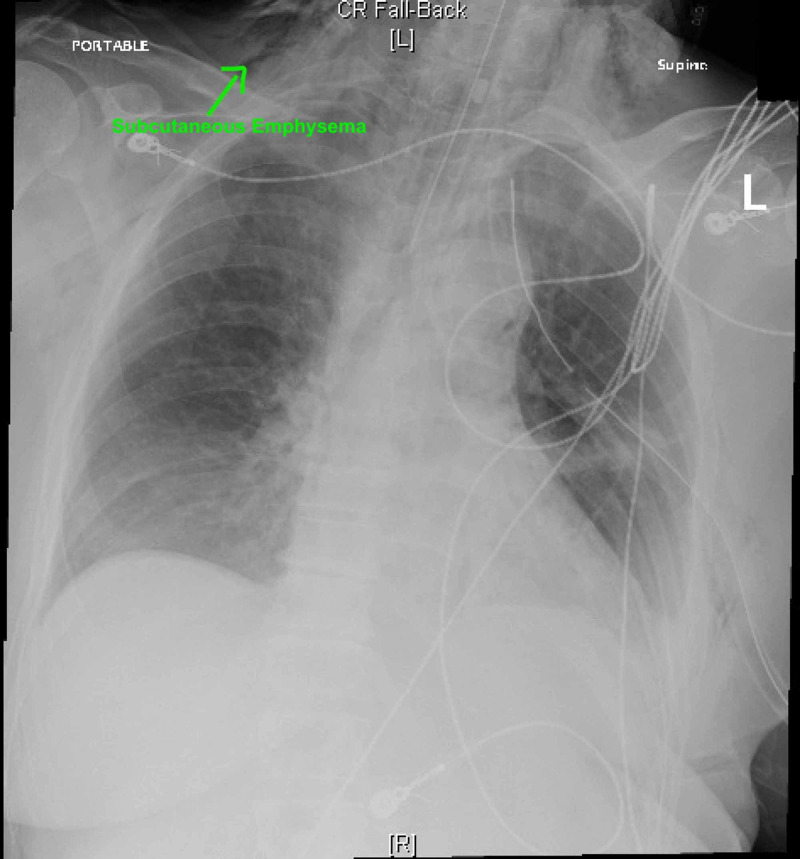 CR Fall-Back
[L]
PORTABLE
Supine
Subcutaneous Emphysema
L
[R]